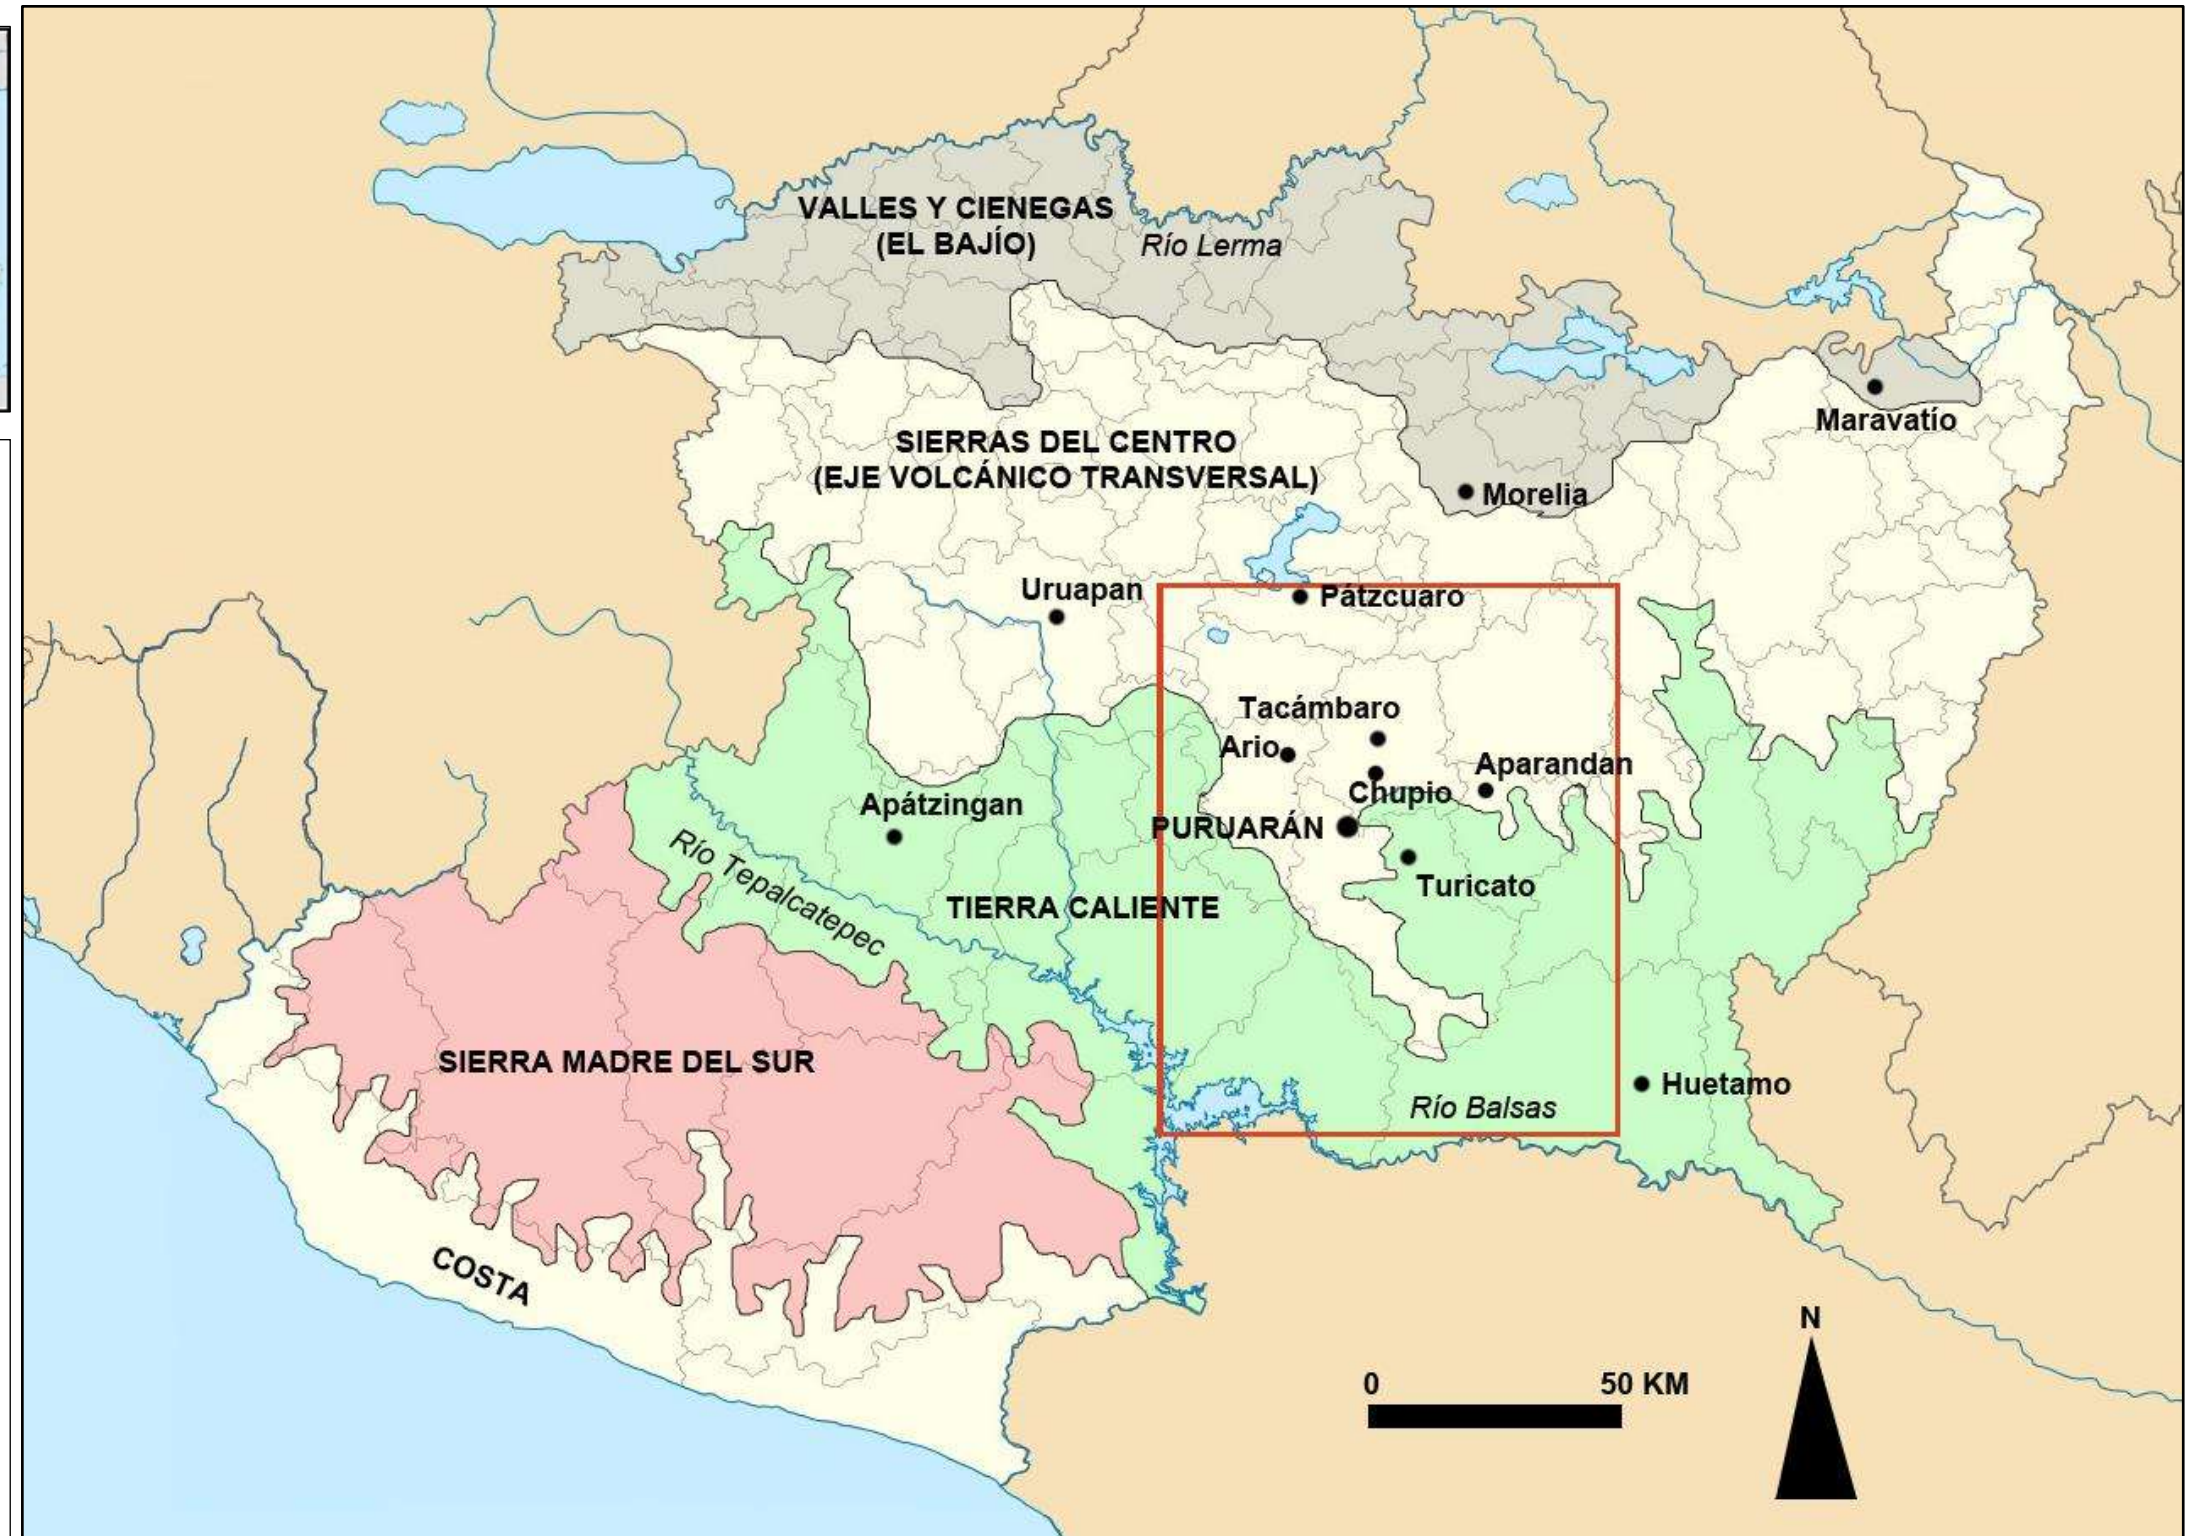 VALLES Y CIENEGAS
(EL BAJÍO)
Río Lerma
Maravatío
SIERRAS DEL CENTRO
(EJE VOLCÁNICO TRANSVERSAL)
Morelia
Uruapan
Pátzcuaro
Tacámbaro
Ario
Aparandan
Chupio
Apátzingan
PURUARÁN
Río Tepalcatepec
Turicato
TIERRA CALIENTE
SIERRA MADRE DEL SUR
Huetamo
Río Balsas
COSTA
N
0 50 KM